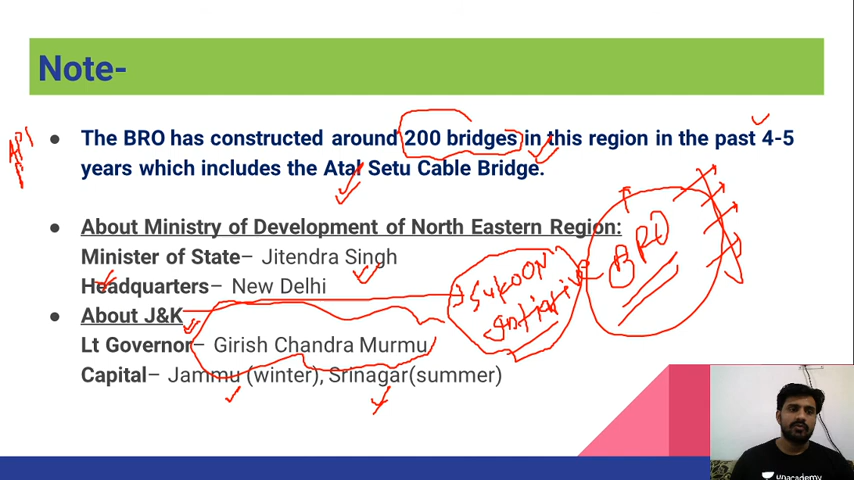 Note-
The BRO has constructed around 200 bridges in this region in the past 4-5
years which includes the Atal Setu Cable Bridge.
About Ministry of Development of North Eastern Region:
Minister of State– Jitendra Singh
Headquarters– New Delhi
About J&K
Lt Governor– Girish Chandra Murmu
Capital– Jammu (winter), Srinagar(summer)
SUKOON
BRO
unacademy